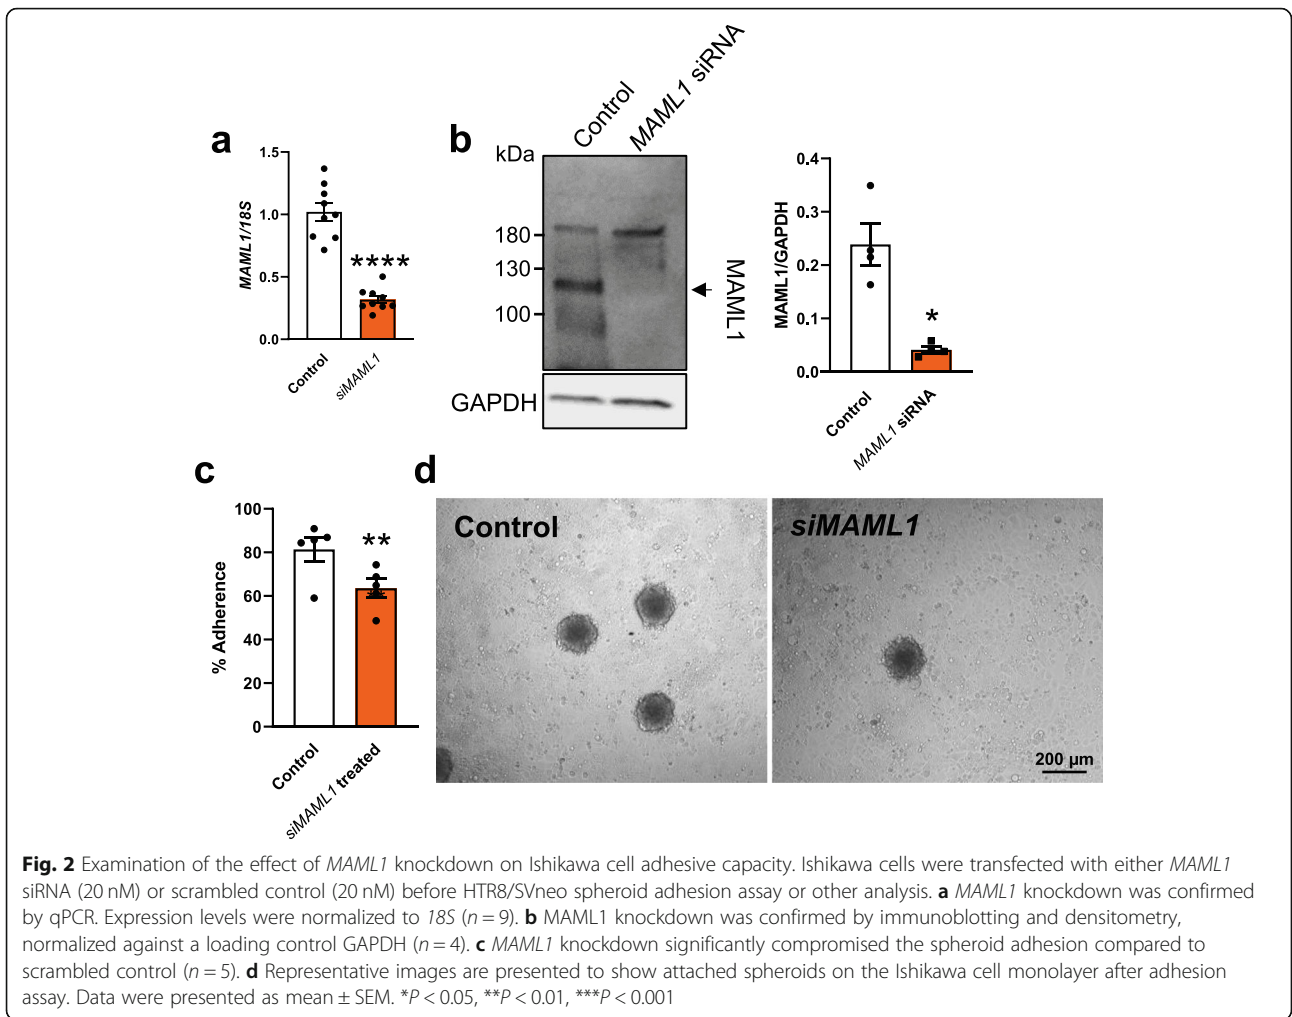 a
1.5
1.0
0.5
0.0
MAML1/18S
****
Control
siMAML1
b
kDa
Control
MAML1 siRNA
180
130
100
MAML1
GAPDH
0.4
0.3
0.2
0.1
0.0
MAML1/GAPDH
*
Control
MAML1 siRNA
c
100
80
60
40
20
0
% Adherence
**
Control
siMAML1 treated
d
Control
siMAML1
200 µm
Fig. 2 Examination of the effect of MAML1 knockdown on Ishikawa cell adhesive capacity. Ishikawa cells were transfected with either MAML1
siRNA (20 nM) or scrambled control (20 nM) before HTR8/SVneo spheroid adhesion assay or other analysis. a MAML1 knockdown was confirmed
by qPCR. Expression levels were normalized to 18S (n = 9). b MAML1 knockdown was confirmed by immunoblotting and densitometry,
normalized against a loading control GAPDH (n = 4). c MAML1 knockdown significantly compromised the spheroid adhesion compared to
scrambled control (n = 5). d Representative images are presented to show attached spheroids on the Ishikawa cell monolayer after adhesion
assay. Data were presented as mean ± SEM. *P < 0.05, **P < 0.01, ***P < 0.001